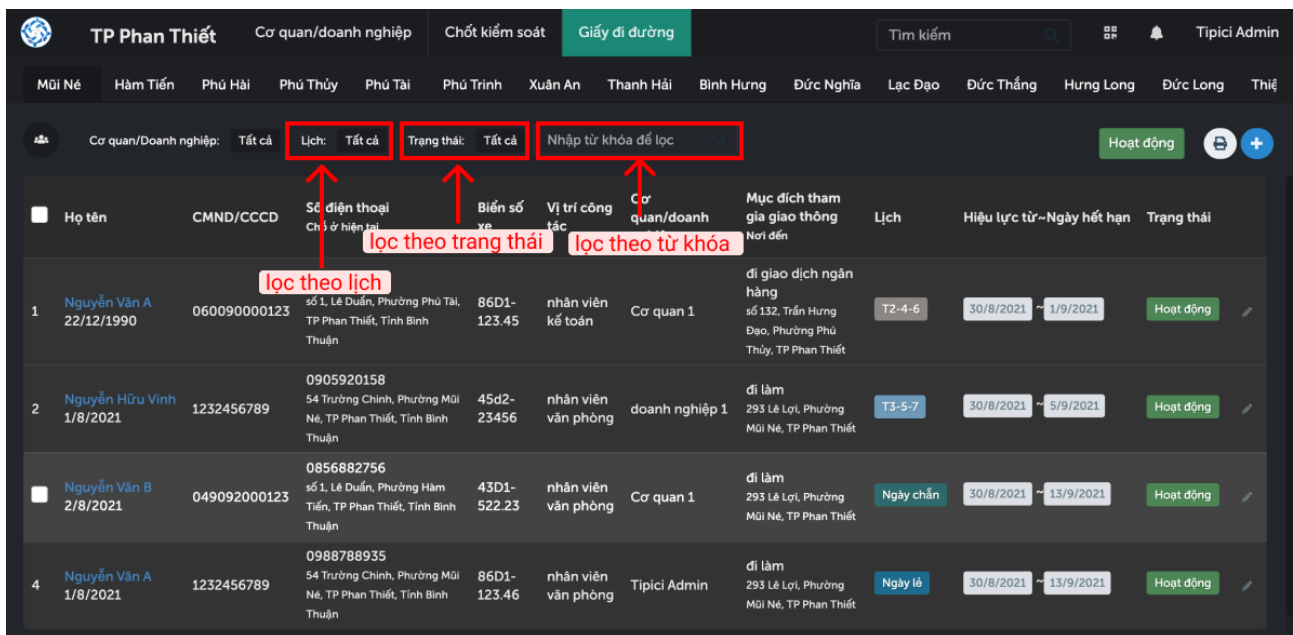 TP Phan Thiết Cơ quan/doanh nghiệp Chốt kiểm soát Giấy đi đường Tìm kiếm Tipici Admin
Mũi Né Hàm Tiến Phú Hài Phú Thủy Phú Tài Phú Trinh Xuân An Thanh Hải Bình Hưng Đức Nghĩa Lạc Đạo Đức Thắng Hưng Long Đức Long Thiệ
Cơ quan/Doanh nghiệp: Tất cả Lịch: Tất cả Trạng thái: Tất cả Nhập từ khóa để lọc Hoạt động
Họ tên CMND/CCCD Số điện thoại Biển số xe Vị trí công tác Cơ quan/doanh Mục đích tham gia giao thông Lịch Hiệu lực từ~Ngày hết hạn Trạng thái
Chỗ ở hiện tại Nơi đến
lọc theo trang thái lọc theo từ khóa
lọc theo lịch
1 Nguyễn Văn A 060090000123 86D1- nhân viên Cơ quan 1 đi giao dịch ngân T2-4-6 30/8/2021 ~ 1/9/2021 Hoạt động
22/12/1990 số 1, Lê Duẩn, Phường Phú Tài, 123.45 kế toán hàng
TP Phan Thiết, Tỉnh Bình số 132, Trần Hưng
Thuận Đạo, Phường Phú
Thủy, TP Phan Thiết
2 Nguyễn Hữu Vinh 1232456789 0905920158 45d2- nhân viên doanh nghiệp 1 đi làm T3-5-7 30/8/2021 ~ 5/9/2021 Hoạt động
1/8/2021 54 Trường Chinh, Phường Mũi 23456 văn phòng 293 Lê Lợi, Phường
Né, TP Phan Thiết, Tỉnh Bình Mũi Né, TP Phan Thiết
Thuận
Nguyễn Văn B 049092000123 0856882756 43D1- nhân viên Cơ quan 1 đi làm Ngày chẵn 30/8/2021 ~ 13/9/2021 Hoạt động
2/8/2021 số 1, Lê Duẩn, Phường Hàm 522.23 văn phòng 293 Lê Lợi, Phường
Tiến, TP Phan Thiết, Tỉnh Bình Mũi Né, TP Phan Thiết
Thuận
4 Nguyễn Văn A 1232456789 0988788935 86D1- nhân viên Tipici Admin đi làm Ngày lẻ 30/8/2021 ~ 13/9/2021 Hoạt động
1/8/2021 54 Trường Chinh, Phường Mũi 123.46 văn phòng 293 Lê Lợi, Phường
Né, TP Phan Thiết, Tỉnh Bình Mũi Né, TP Phan Thiết
Thuận